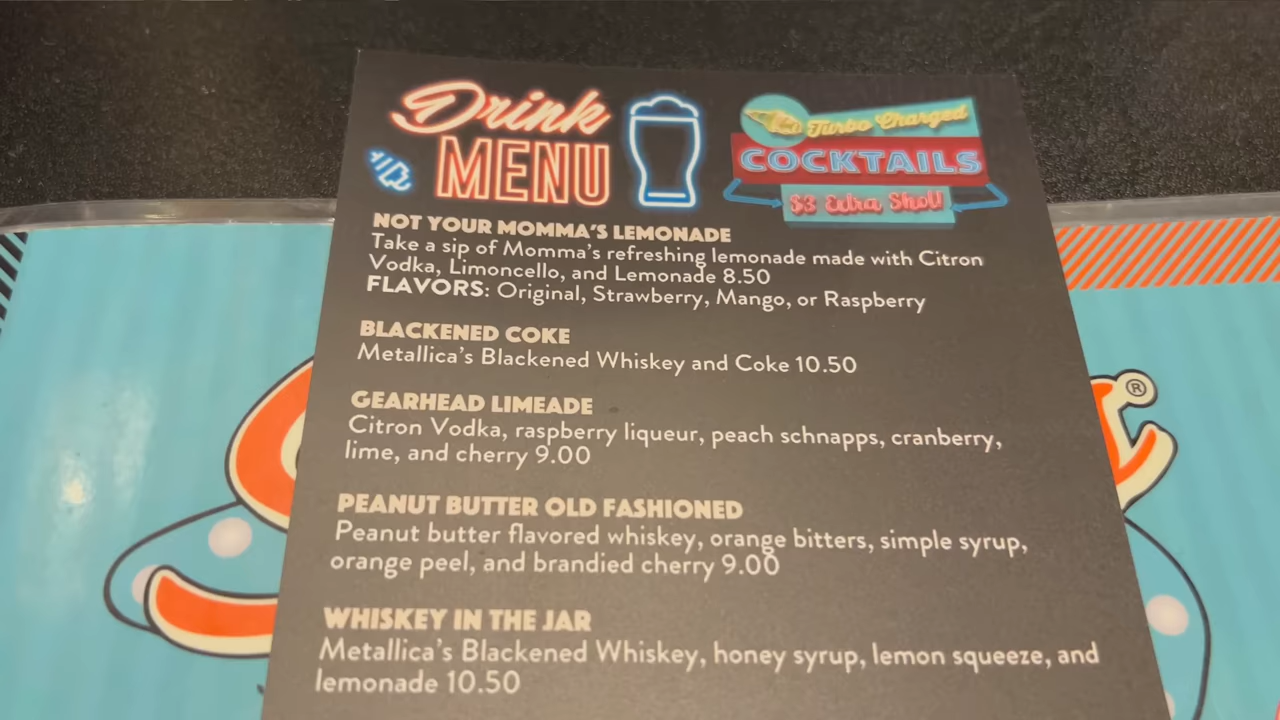 Drink
MENU
Turbo Charged
COCKTAILS
$3 Extra Shot!
NOT YOUR MOMMA'S LEMONADE
Take a sip of Momma's refreshing lemonade made with Citron
Vodka, Limoncello, and Lemonade 8.50
FLAVORS: Original, Strawberry, Mango, or Raspberry
BLACKENED COKE
Metallica's Blackened Whiskey and Coke 10.50
GEARHEAD LIMEADE
Citron Vodka, raspberry liqueur, peach schnapps, cranberry,
lime, and cherry 9.00
PEANUT BUTTER OLD FASHIONED
Peanut butter flavored whiskey, orange bitters, simple syrup,
orange peel, and brandied cherry 9.00
WHISKEY IN THE JAR
Metallica's Blackened Whiskey, honey syrup, lemon squeeze, and
lemonade 10.50
®